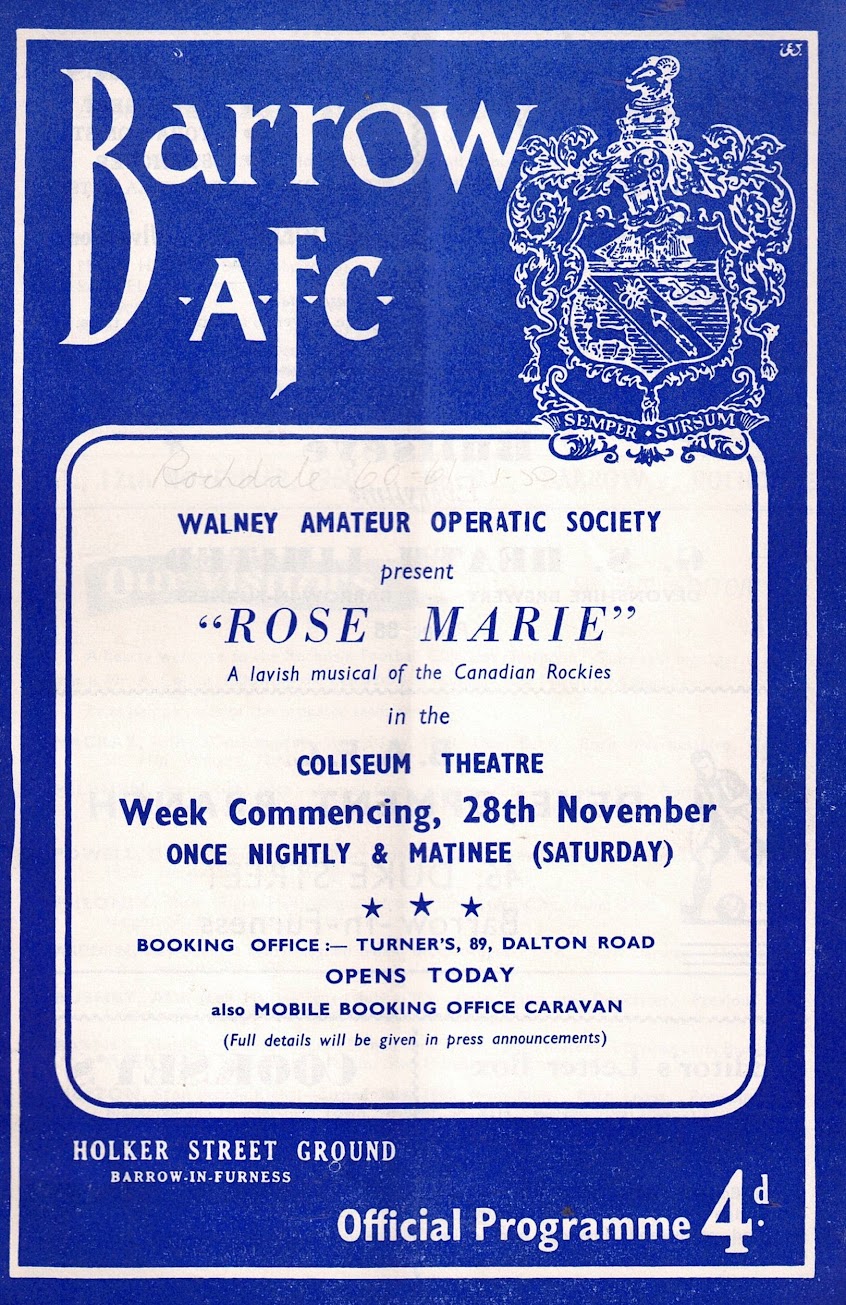 Barrow
A.F.C.
SEMPER · SURSUM
Rochdale 60-61
WALNEY AMATEUR OPERATIC SOCIETY
present
“ROSE MARIE”
A lavish musical of the Canadian Rockies
in the
COLISEUM THEATRE
Week Commencing, 28th November
ONCE NIGHTLY & MATINEE (SATURDAY)
BOOKING OFFICE :— TURNER'S, 89, DALTON ROAD
OPENS TODAY
also MOBILE BOOKING OFFICE CARAVAN
(Full details will be given in press announcements)
HOLKER STREET GROUND
BARROW-IN-FURNESS
Official Programme 4d.